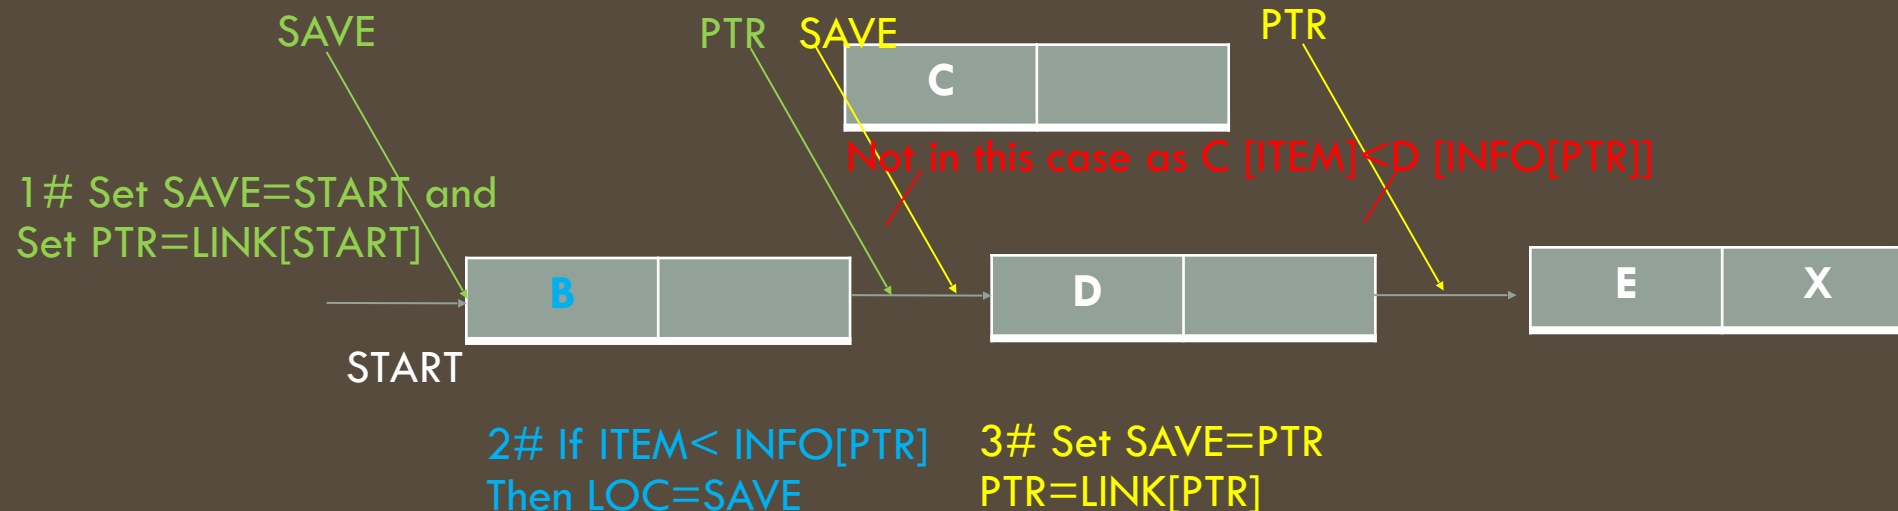 SAVE
PTR
SAVE
PTR
C
Not in this case as C [ITEM]<D [INFO[PTR]]
1# Set SAVE=START and
Set PTR=LINK[START]
B
D
E
X
START
2# If ITEM< INFO[PTR]
Then LOC=SAVE
3# Set SAVE=PTR
PTR=LINK[PTR]